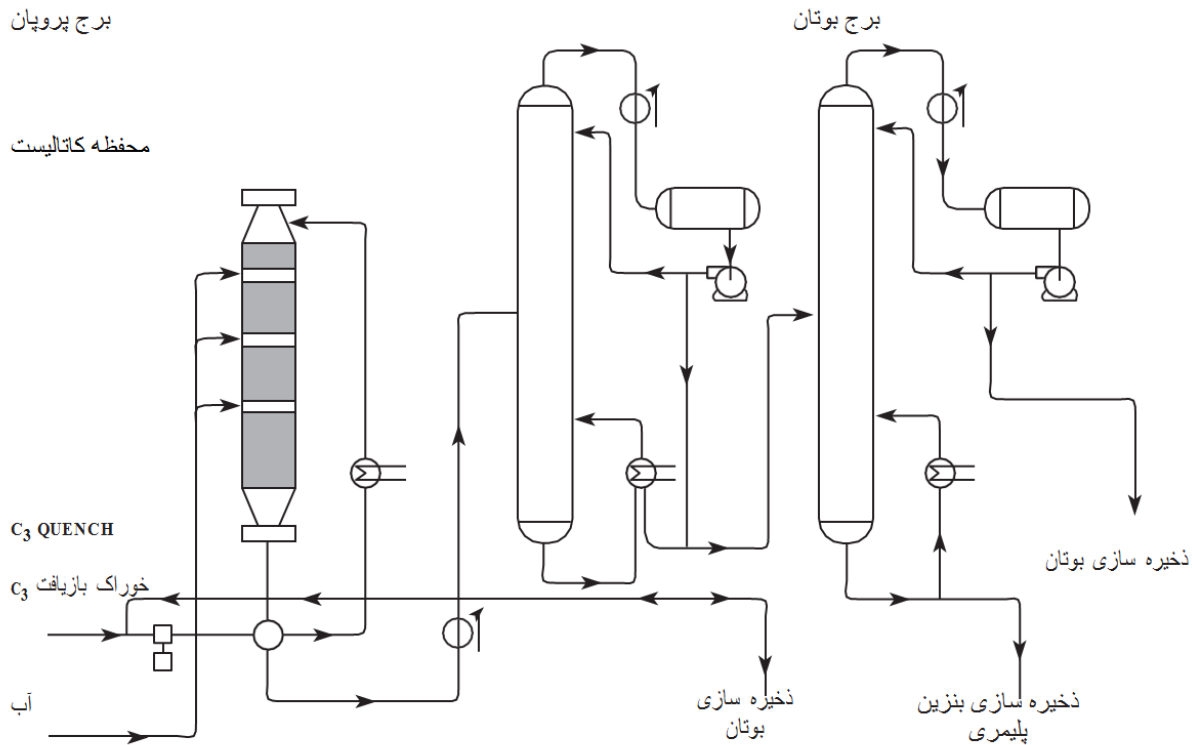 برج پروپان
برج بوتان
محفظه کاتالیست
C3 QUENCH
خوراک بازیافت C3
ذخیره سازی بوتان
آب
ذخیره سازی
بوتان
ذخیره سازی بنزین
پلیمری